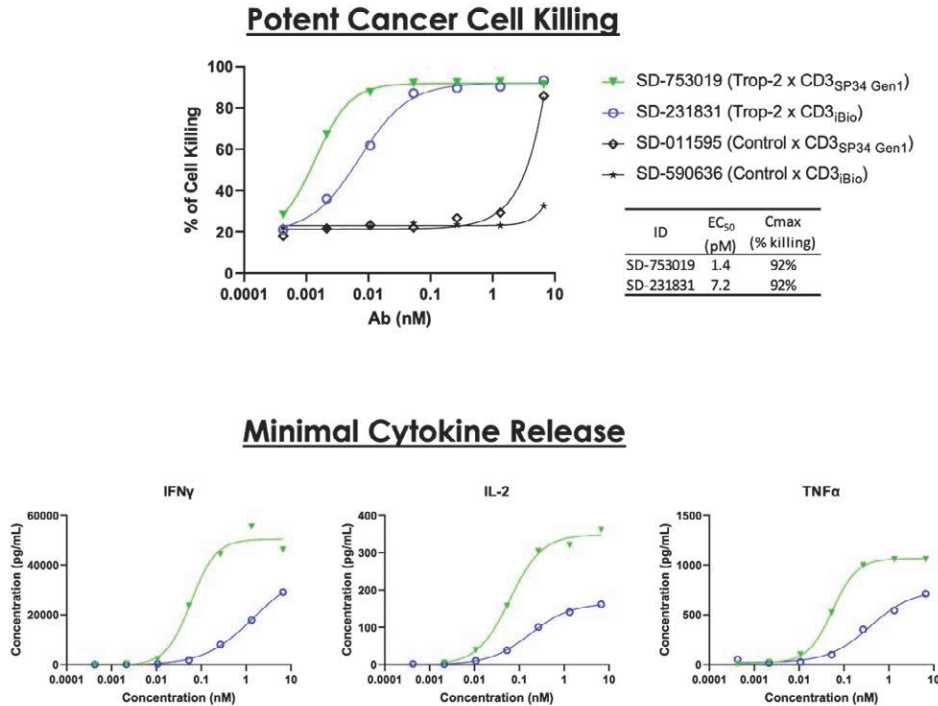 Potent Cancer Cell Killing
100
80
60
40
20
0
% of Cell Killing
0.0001 0.001 0.01 0.1 1 10
Ab (nM)
SD-753019 (Trop-2 x CD3SP34 Gen1)
SD-231831 (Trop-2 x CD3iBio)
SD-011595 (Control x CD3SP34 Gen1)
SD-590636 (Control x CD3iBio)
ID EC50 (pM) Cmax (% killing)
SD-753019 1.4 92%
SD-231831 7.2 92%
Minimal Cytokine Release
IFNγ
Concentration (pg/mL)
60000
40000
20000
0
0.0001 0.001 0.01 0.1 1 10
Concentration (nM)
IL-2
Concentration (pg/mL)
400
300
200
100
0
0.0001 0.001 0.01 0.1 1 10
Concentration (nM)
TNFα
Concentration (pg/mL)
1500
1000
500
0
0.0001 0.001 0.01 0.1 1 10
Concentration (nM)